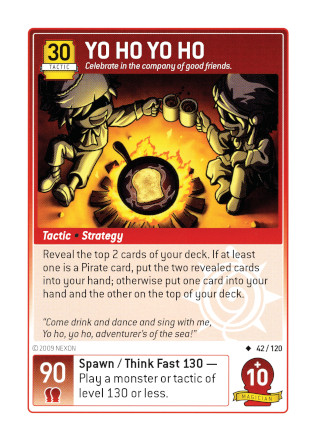 30
TACTIC
YO HO YO HO
Celebrate in the company of good friends.
Tactic • Strategy
Reveal the top 2 cards of your deck. If at least
one is a Pirate card, put the two revealed cards
into your hand; otherwise put one card into your
hand and the other on the top of your deck.
"Come drink and dance and sing with me,
Yo ho, yo ho, adventurer's of the sea!"
©2009 NEXON
◆ 42/120
90
Spawn / Think Fast 130 —
Play a monster or tactic of
level 130 or less.
+
10
MAGICIAN